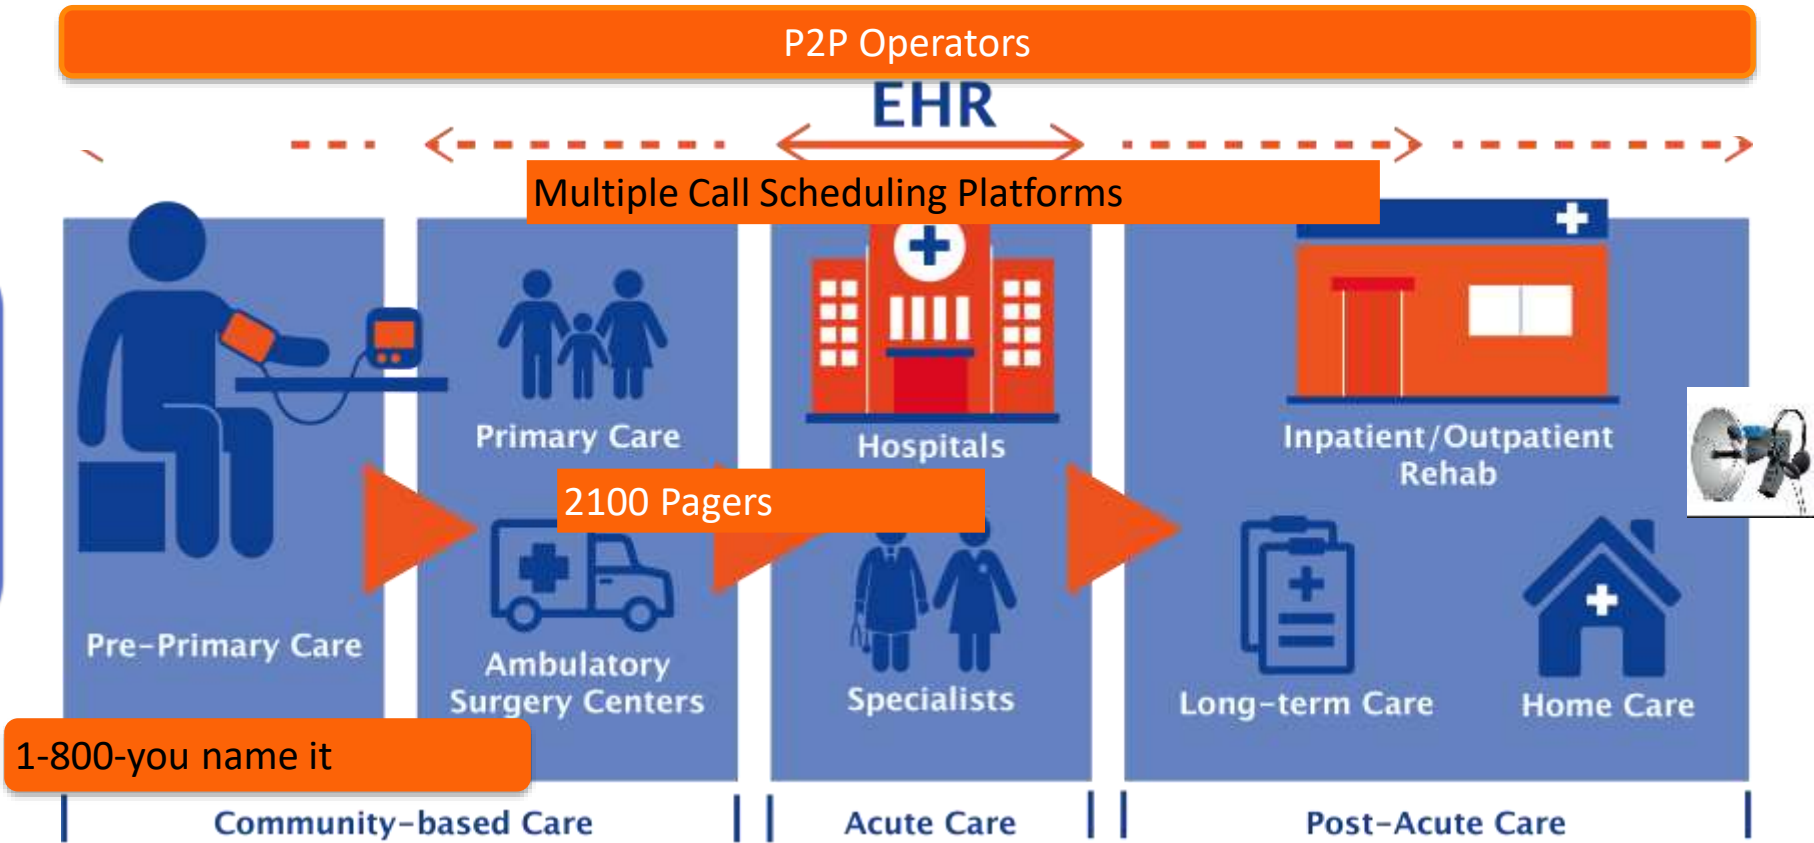 P2P Operators
EHR
Multiple Call Scheduling Platforms
Primary Care
Hospitals
Inpatient/Outpatient
Rehab
2100 Pagers
Pre-Primary Care
Ambulatory
Surgery Centers
Specialists
Long-term Care
Home Care
1-800-you name it
Community-based Care
Acute Care
Post-Acute Care